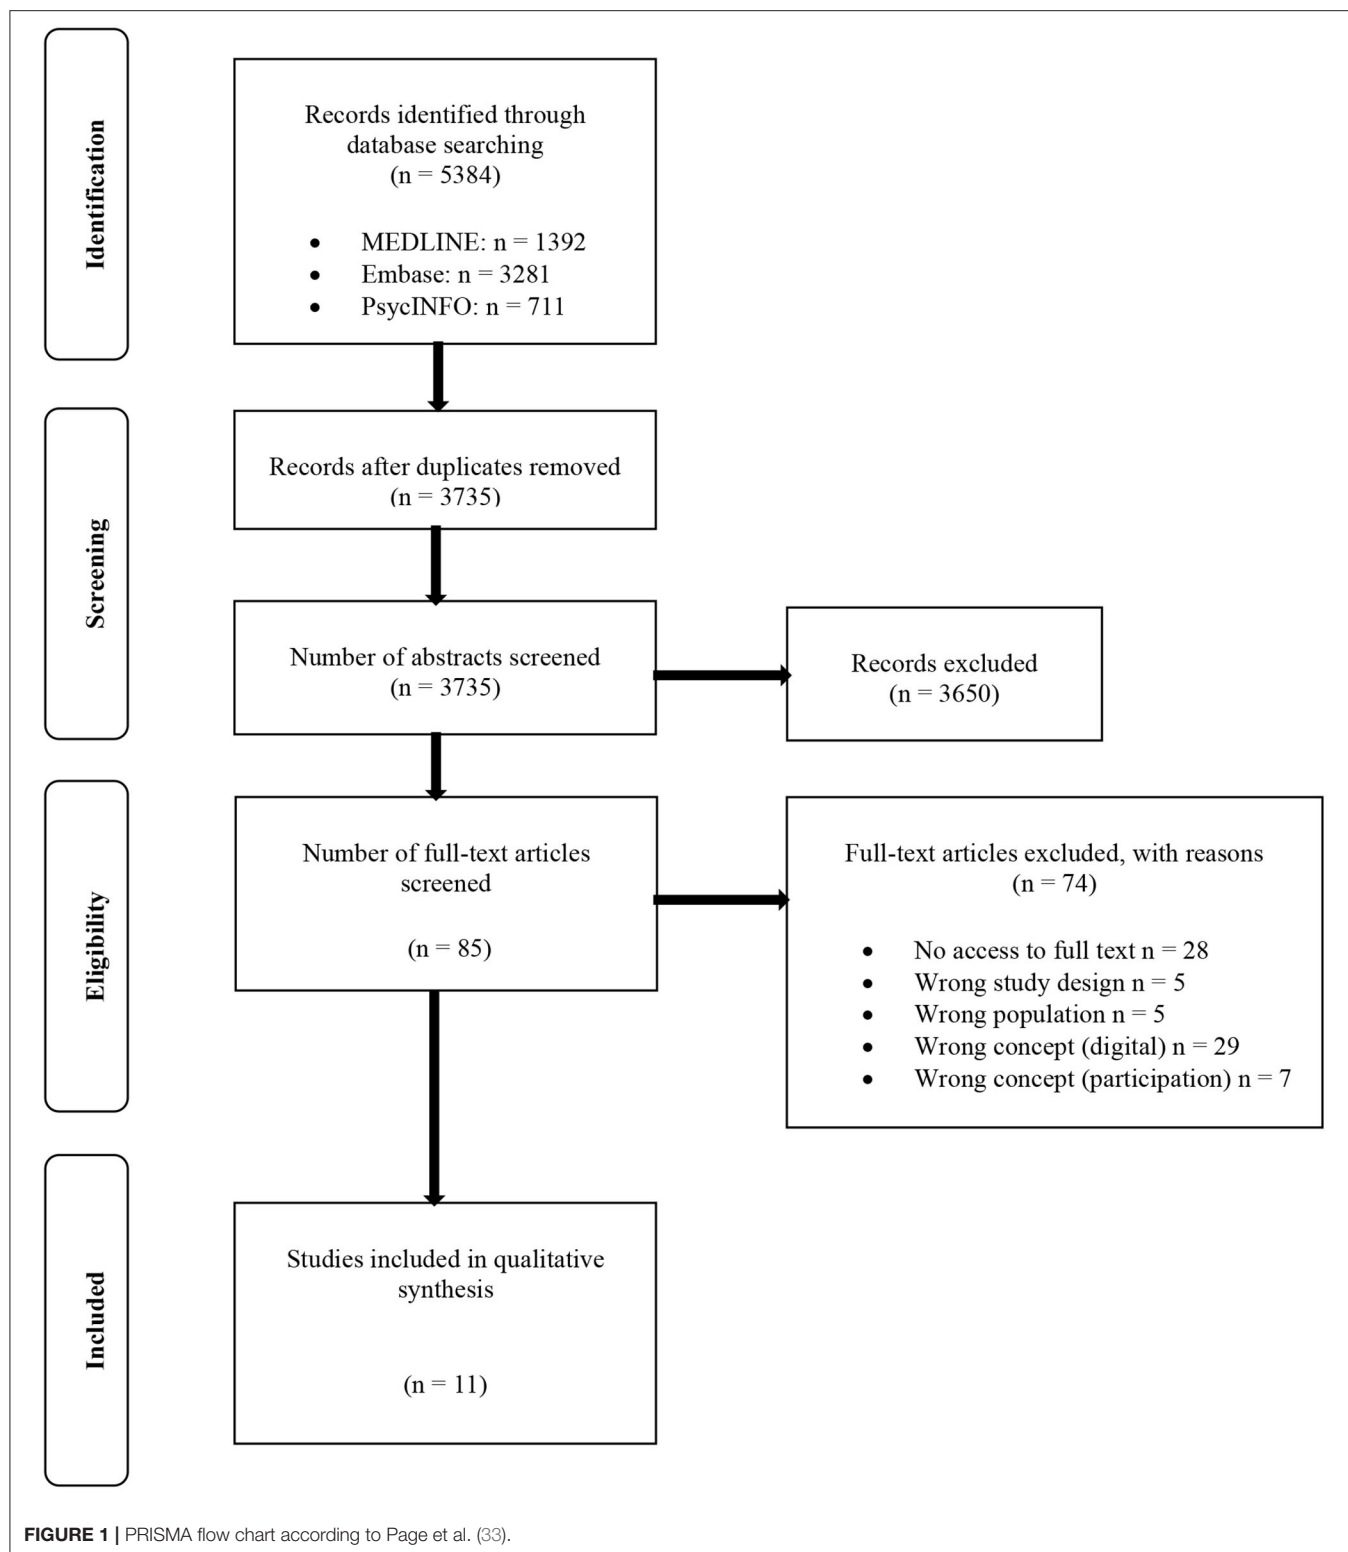 Identification
Records identified through
database searching
(n = 5384)
• MEDLINE: n = 1392
• Embase: n = 3281
• PsycINFO: n = 711
Screening
Records after duplicates removed
(n = 3735)
Number of abstracts screened
(n = 3735)
Records excluded
(n = 3650)
Eligibility
Number of full-text articles
screened
(n = 85)
Full-text articles excluded, with reasons
(n = 74)
• No access to full text n = 28
• Wrong study design n = 5
• Wrong population n = 5
• Wrong concept (digital) n = 29
• Wrong concept (participation) n = 7
Included
Studies included in qualitative
synthesis
(n = 11)
FIGURE 1 | PRISMA flow chart according to Page et al. (33).